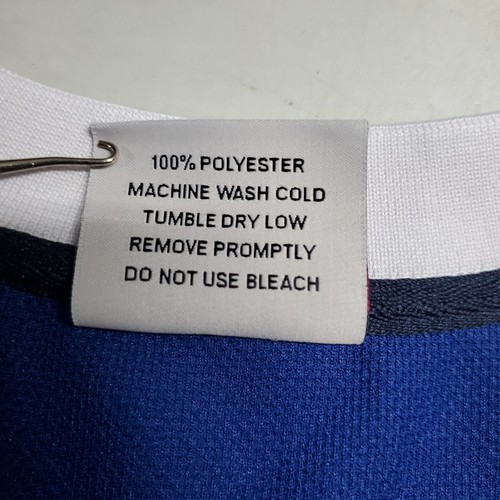 100% POLYESTER
MACHINE WASH COLD
TUMBLE DRY LOW
REMOVE PROMPTLY
DO NOT USE BLEACH